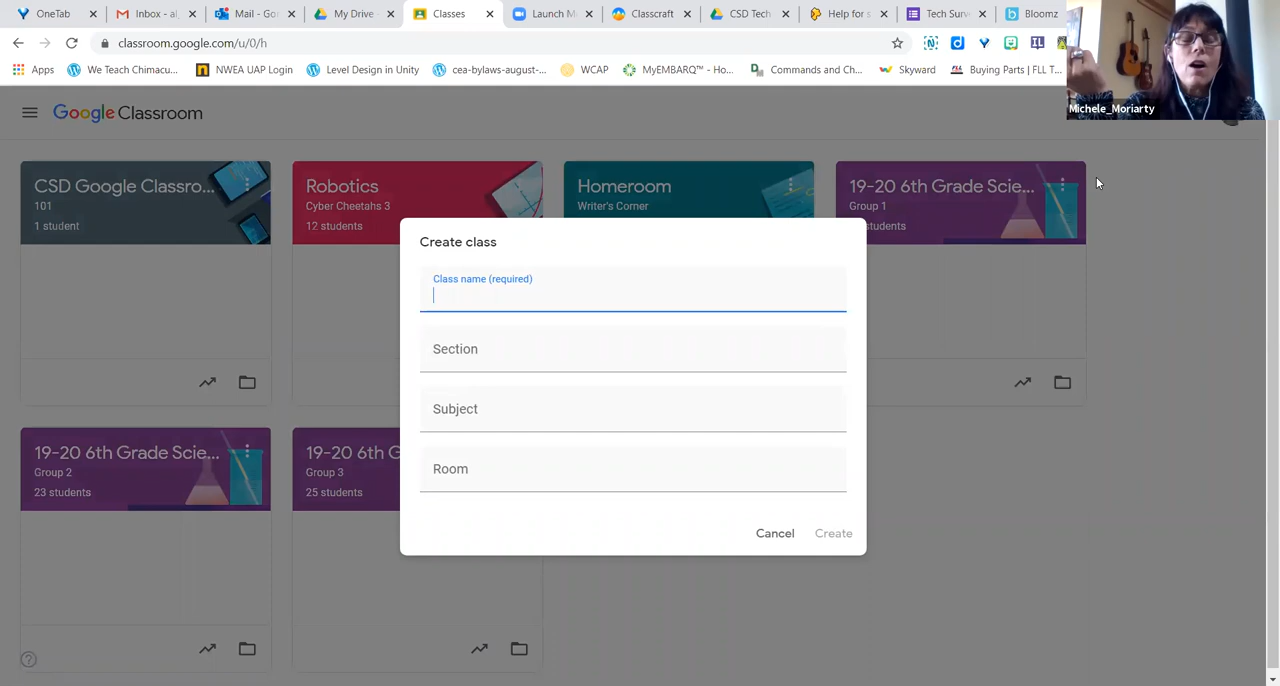 OneTab
Inbox - al
Mail - Go
My Drive
Classes
Launch M
Classcraft
CSD Tech
Help for s
Tech Surv
Bloomz
classroom.google.com/u/0/h
Apps
We Teach Chimacu...
NWEA UAP Login
Level Design in Unity
cea-bylaws-august-...
WCAP
MyEMBARQ™ - Ho...
Commands and Ch...
Skyward
Buying Parts | FLL T...
Michele_Moriarty
Google Classroom
CSD Google Classro...
101
1 student
Robotics
Cyber Cheetahs 3
12 students
Homeroom
Writer's Corner
19-20 6th Grade Scie...
Group 1
students
Create class
Class name (required)
Section
Subject
Room
Cancel
Create
19-20 6th Grade Scie...
Group 2
23 students
19-20 6th G
Group 3
25 students